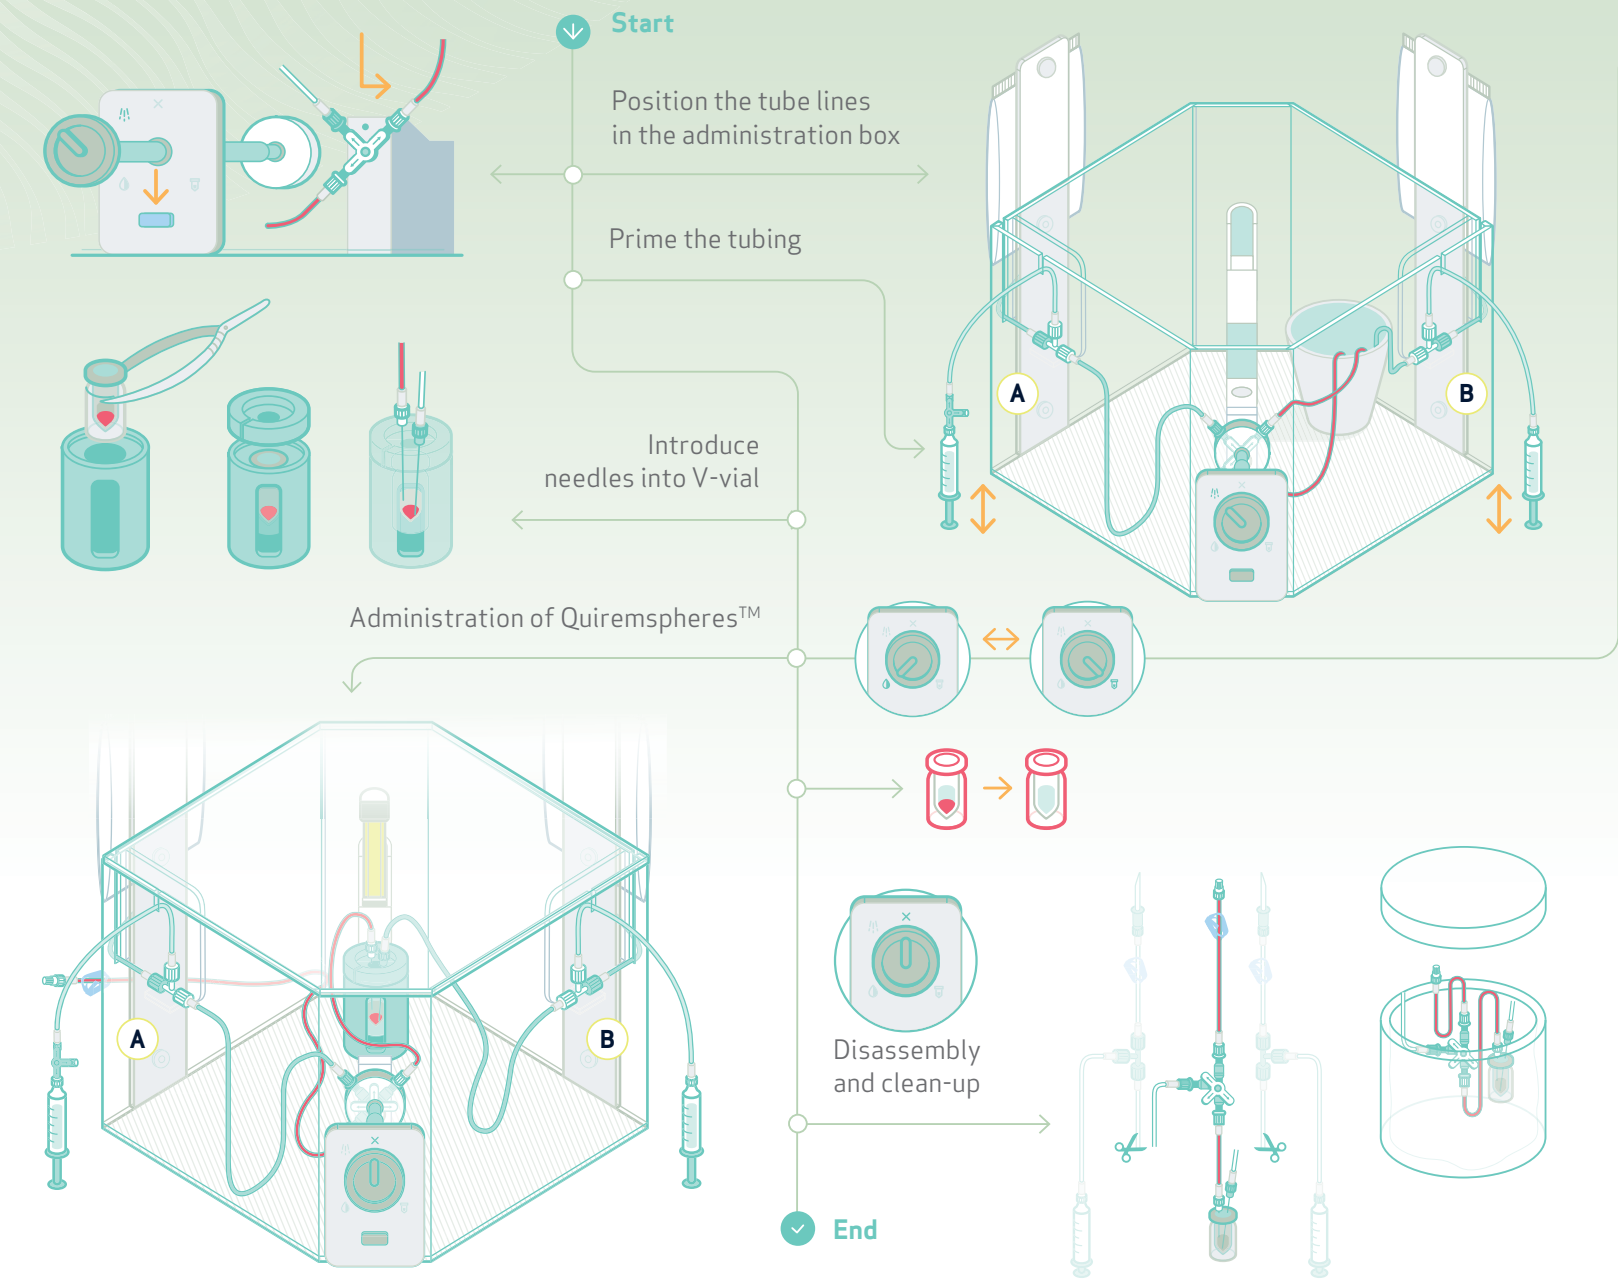 Start
Position the tube lines
in the administration box
Prime the tubing
A
B
Introduce
needles into V-vial
Administration of Quiremspheres™
A
B
Disassembly
and clean-up
End